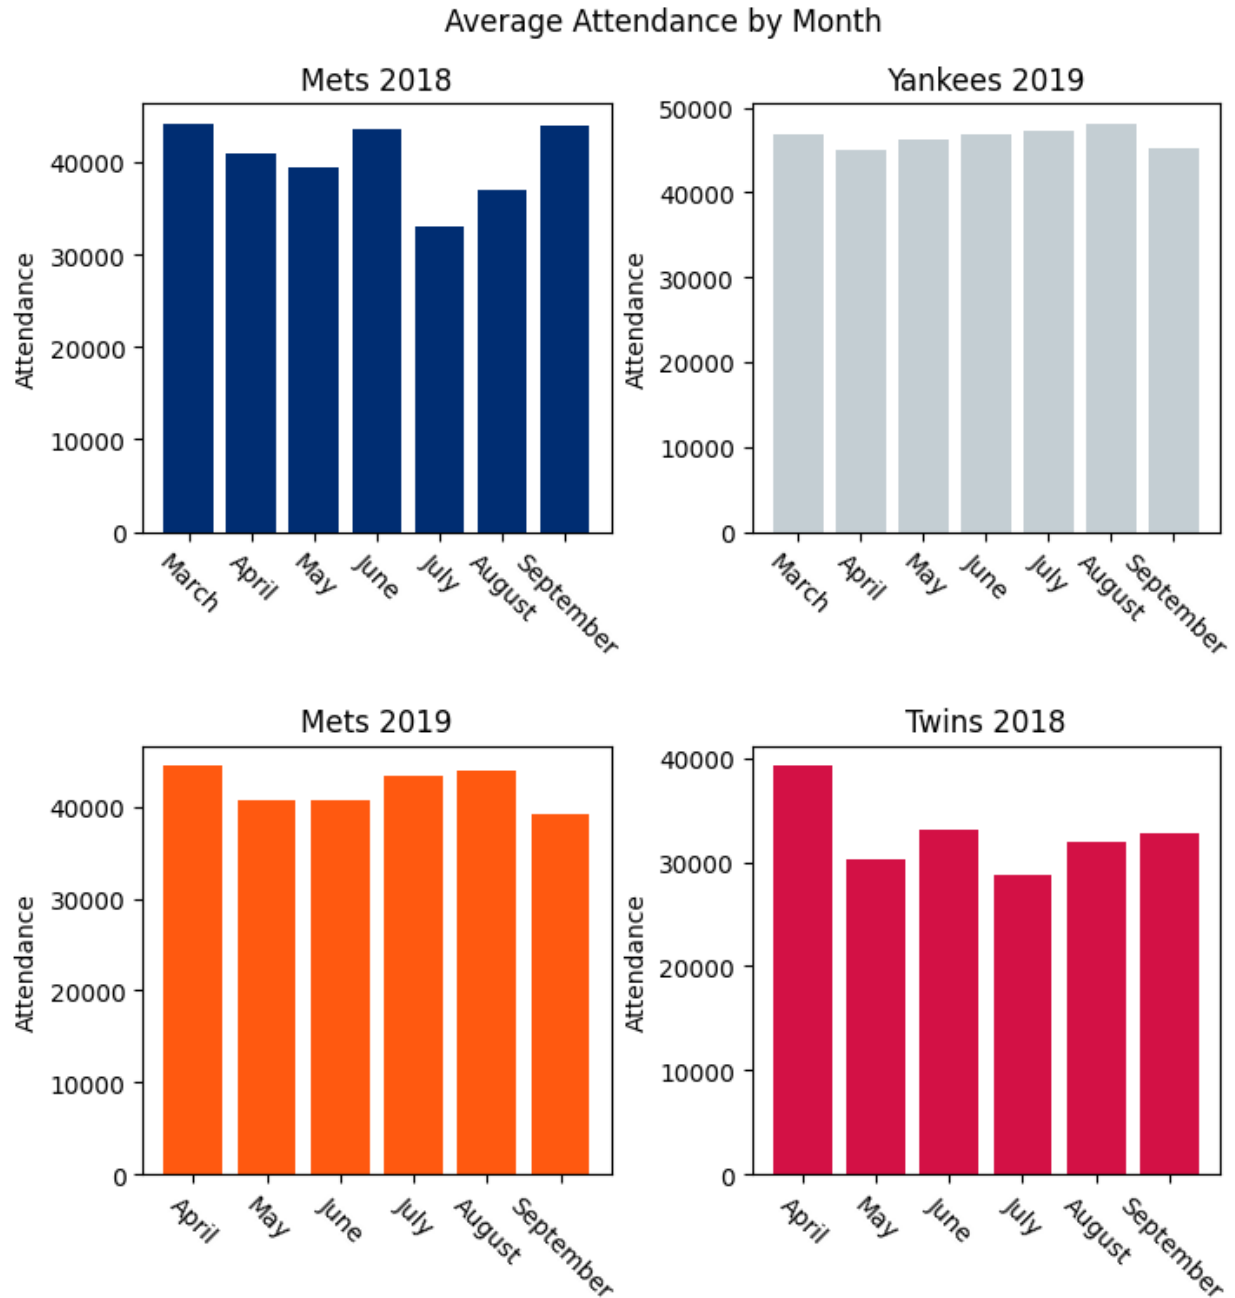 Average Attendance by Month
Mets 2018
Attendance
40000
30000
20000
10000
0
March
April
May
June
July
August
September
Yankees 2019
Attendance
50000
40000
30000
20000
10000
0
March
April
May
June
July
August
September
Mets 2019
Attendance
40000
30000
20000
10000
0
April
May
June
July
August
September
Twins 2018
Attendance
40000
30000
20000
10000
0
April
May
June
July
August
September